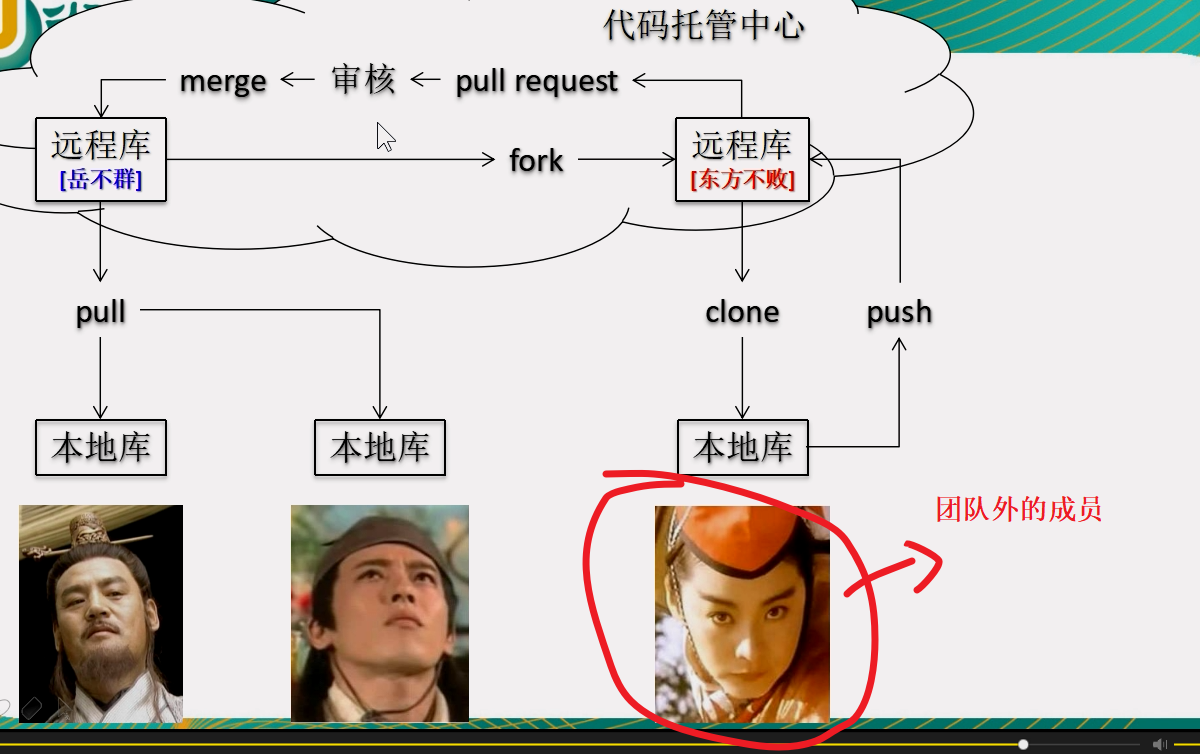 代码托管中心
merge
审核
pull request
远程库
[岳不群]
fork
远程库
[东方不败]
pull
clone
push
本地库
本地库
本地库
团队外的成员